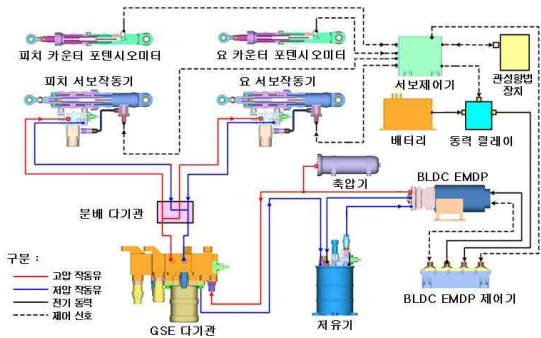 피치 카운터 포텐시오미터
요 카운터 포텐시오미터
피치 서보작동기
요 서보작동기
서보제어기
관성항법
장치
배터리
동력 릴레이
축압기
BLDC EMDP
분배 다기관
구분 :
고압 작동유
저압 작동유
전기 동력
제어 신호
GSE 다기관
저유기
BLDC EMDP 제어기